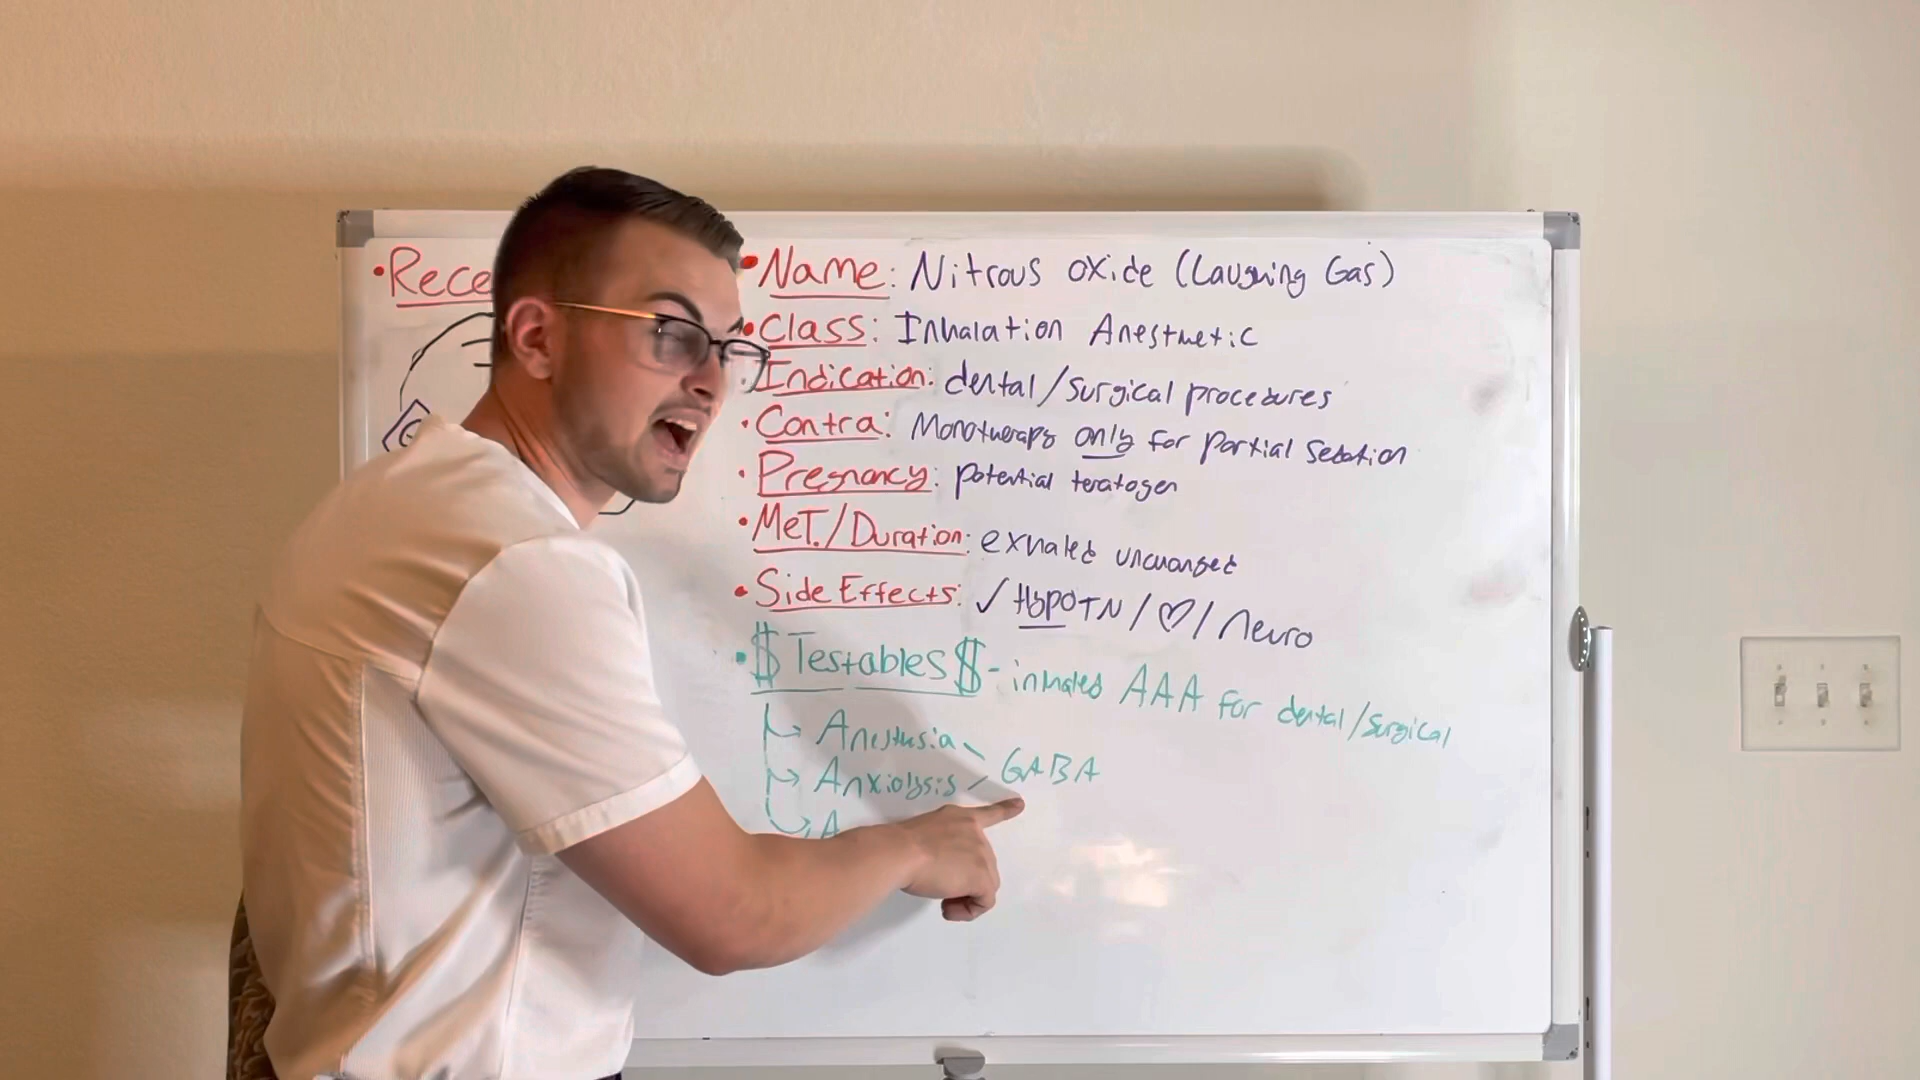 •Rece
•Name: Nitrous oxide (Laughing Gas)
•Class: Inhalation Anesthetic
•Indication: dental/surgical procedures
•Contra: Monotherapy only for partial sedation
•Pregnancy: potential teratogen
•Met./Duration: exhaled unchanged
•Side Effects: ✓ HypoTN/♡/neuro
•$Testables$- inhaled AAA for dental/surgical
↳ Anesthesia
↳ Anxiolysis
GABA
↳ A